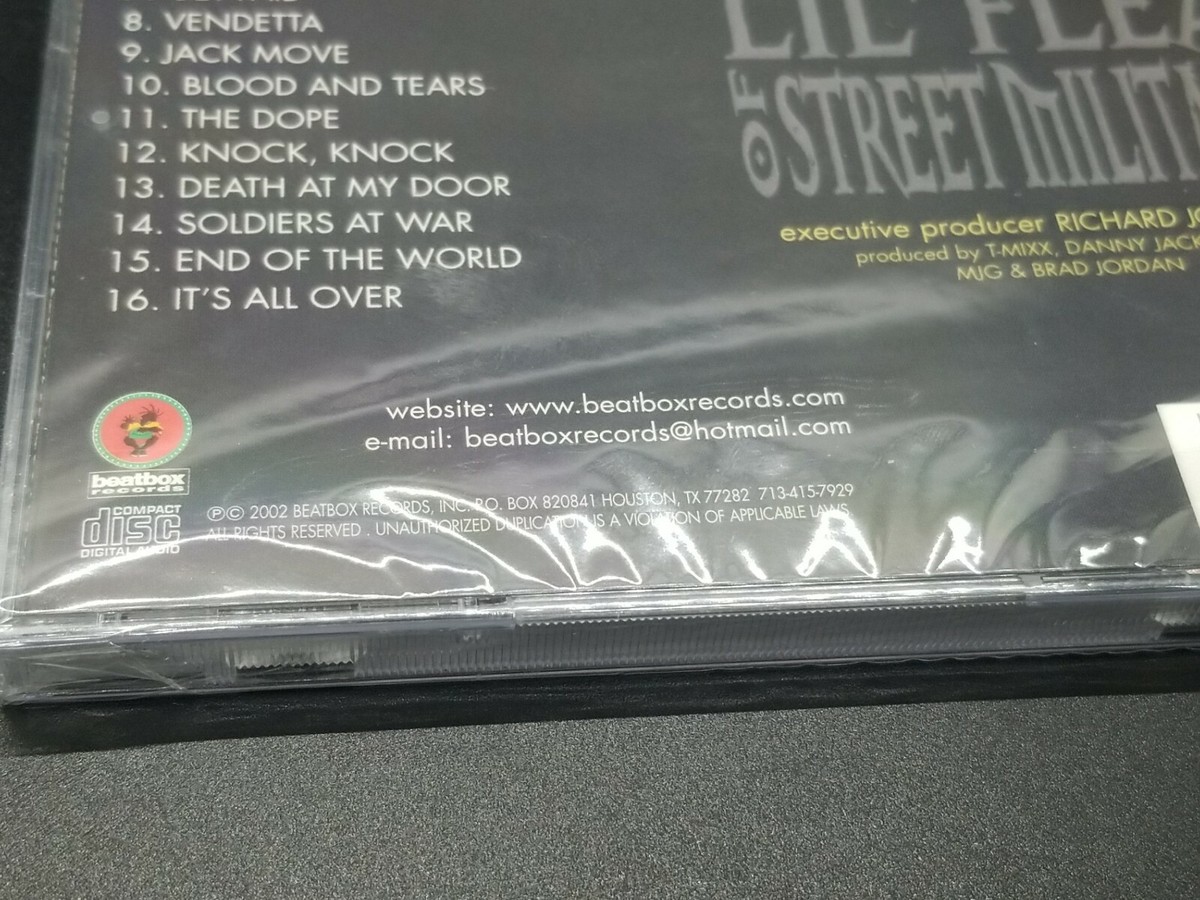 8. VENDETTA
9. JACK MOVE
10. BLOOD AND TEARS
11. THE DOPE
12. KNOCK, KNOCK
13. DEATH AT MY DOOR
14. SOLDIERS AT WAR
15. END OF THE WORLD
16. IT'S ALL OVER
LIL'
OF STREET
executive producer RICHARD
produced by T-MIXX, DANNY
MJG & BRAD JORDAN
website: www.beatboxrecords.com
e-mail: beatboxrecords@hotmail.com
beatbox
records
COMPACT
disc
DIGITAL AUDIO
℗© 2002 BEATBOX RECORDS, INC. P.O. BOX 820841 HOUSTON, TX 77282 713-415-7929
ALL RIGHTS RESERVED . UNAUTHORIZED DUPLICATION IS A VIOLATION OF APPLICABLE LAWS.